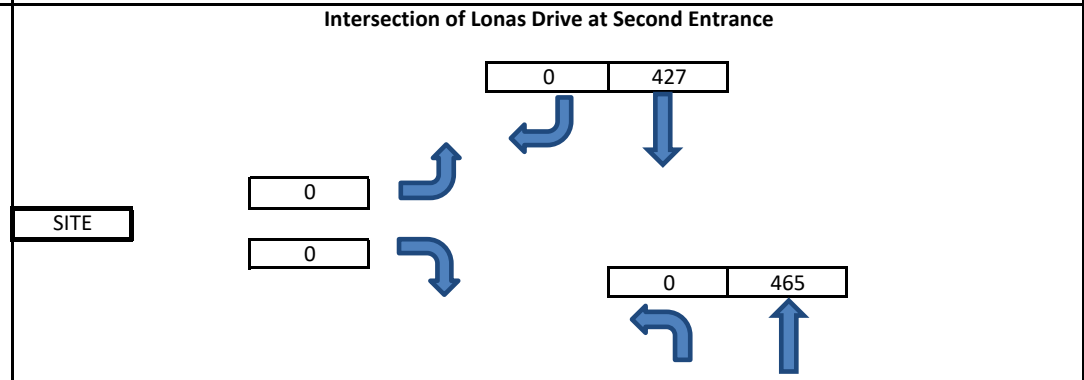 Intersection of Lonas Drive at Second Entrance
0 427
0
SITE
0
0 465